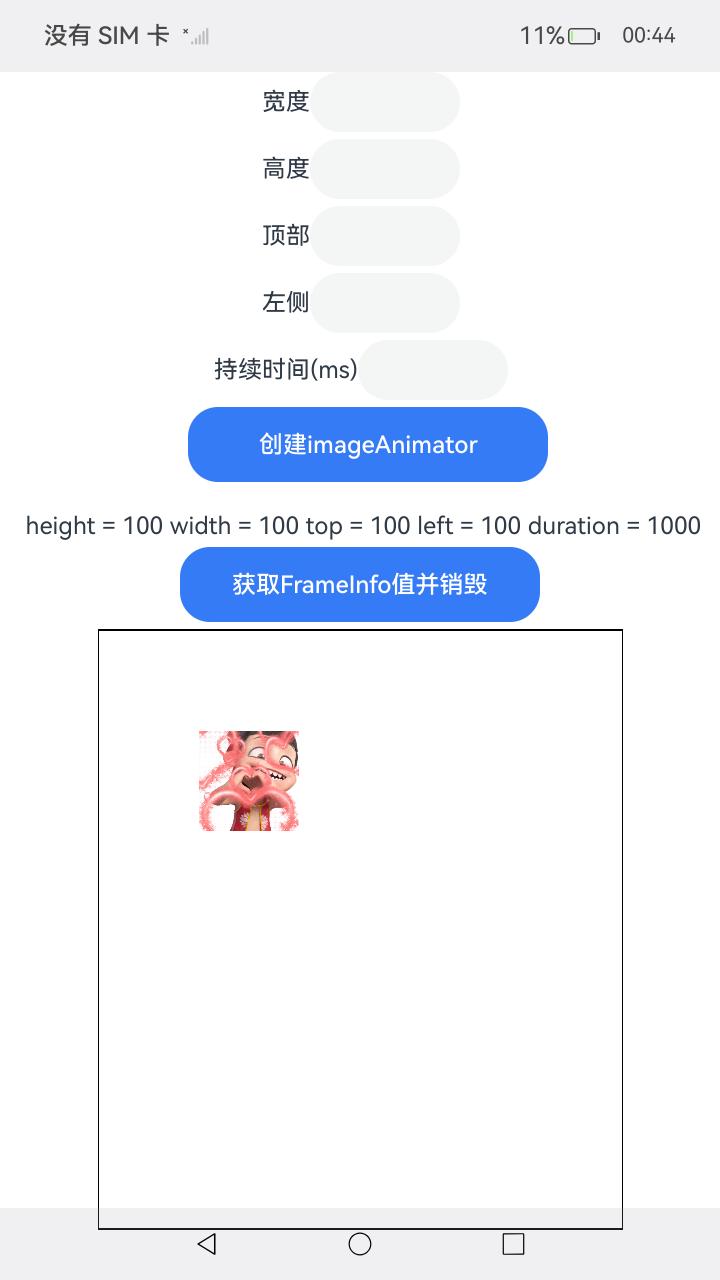 没有 SIM 卡 11% 00:44
宽度
高度
顶部
左侧
持续时间(ms)
创建imageAnimator
height = 100 width = 100 top = 100 left = 100 duration = 1000
获取FrameInfo值并销毁